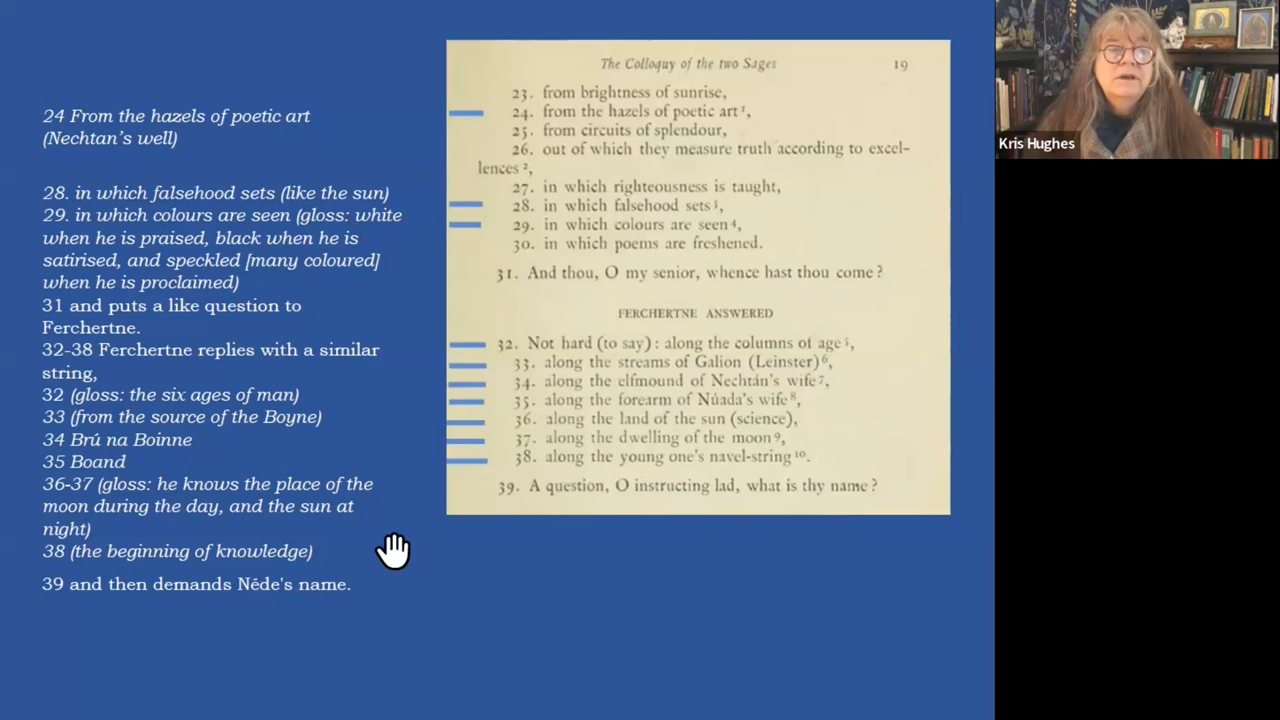 24 From the hazels of poetic art
(Nechtan's well)
28. in which falsehood sets (like the sun)
29. in which colours are seen (gloss: white
when he is praised, black when he is
satirised, and speckled [many coloured]
when he is proclaimed)
31 and puts a like question to
Ferchertne.
32-38 Ferchertne replies with a similar
string,
32 (gloss: the six ages of man)
33 (from the source of the Boyne)
34 Brú na Boinne
35 Boand
36-37 (gloss: he knows the place of the
moon during the day, and the sun at
night)
38 (the beginning of knowledge)
39 and then demands Néde's name.
The Colloquy of the two Sages 19
23. from brightness of sunrise,
24. from the hazels of poetic art¹,
25. from circuits of splendour,
26. out of which they measure truth according to excel-
lences²,
27. in which righteousness is taught,
28. in which falsehood sets³,
29. in which colours are seen⁴,
30. in which poems are freshened.
31. And thou, O my senior, whence hast thou come?
FERCHERTNE ANSWERED
32. Not hard (to say): along the columns of age⁵,
33. along the streams of Galion (Leinster)⁶,
34. along the elfmound of Nechtán's wife⁷,
35. along the forearm of Núada's wife⁸,
36. along the land of the sun (science),
37. along the dwelling of the moon⁹,
38. along the young one's navel-string¹⁰.
39. A question, O instructing lad, what is thy name?
Kris Hughes